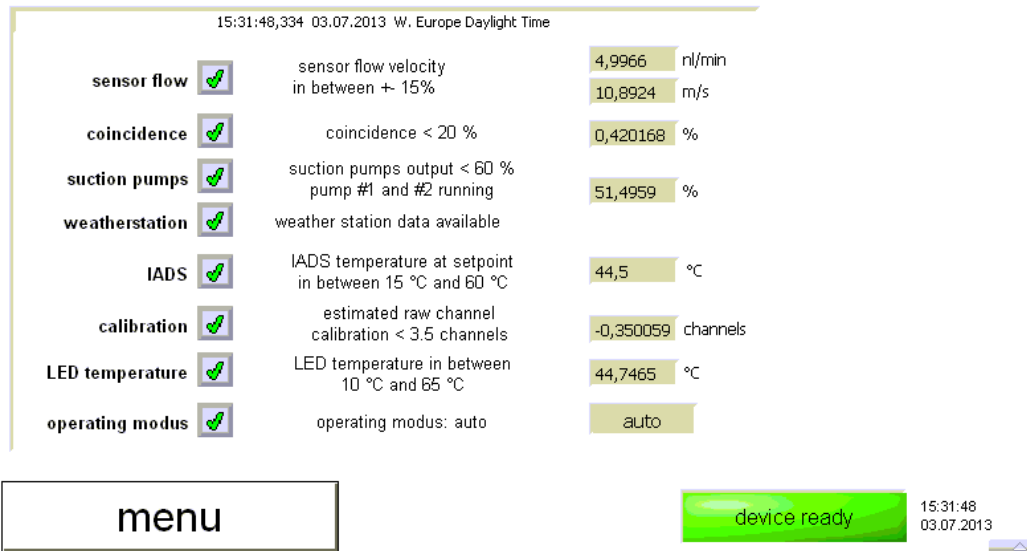 15:31:48,334 03.07.2013 W. Europe Daylight Time
sensor flow
sensor flow velocity
in between +- 15%
4,9966 nl/min
10,8924 m/s
coincidence
coincidence < 20 %
0,420168 %
suction pumps
suction pumps output < 60 %
pump #1 and #2 running
51,4959 %
weatherstation
weather station data available
IADS
IADS temperature at setpoint
in between 15 °C and 60 °C
44,5 °C
calibration
estimated raw channel
calibration < 3.5 channels
-0,350059 channels
LED temperature
LED temperature in between
10 °C and 65 °C
44,7465 °C
operating modus
operating modus: auto
auto
menu
device ready
15:31:48
03.07.2013